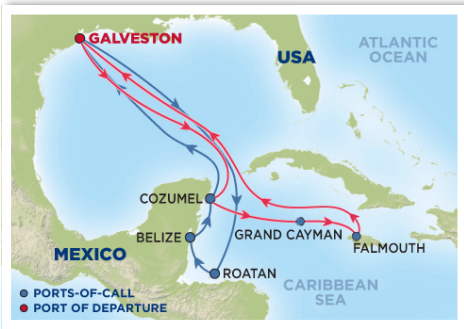 GALVESTON
USA
ATLANTIC
OCEAN
COZUMEL
BELIZE
GRAND CAYMAN
FALMOUTH
MEXICO
ROATAN
CARIBBEAN
SEA
PORTS-OF-CALL
PORT OF DEPARTURE